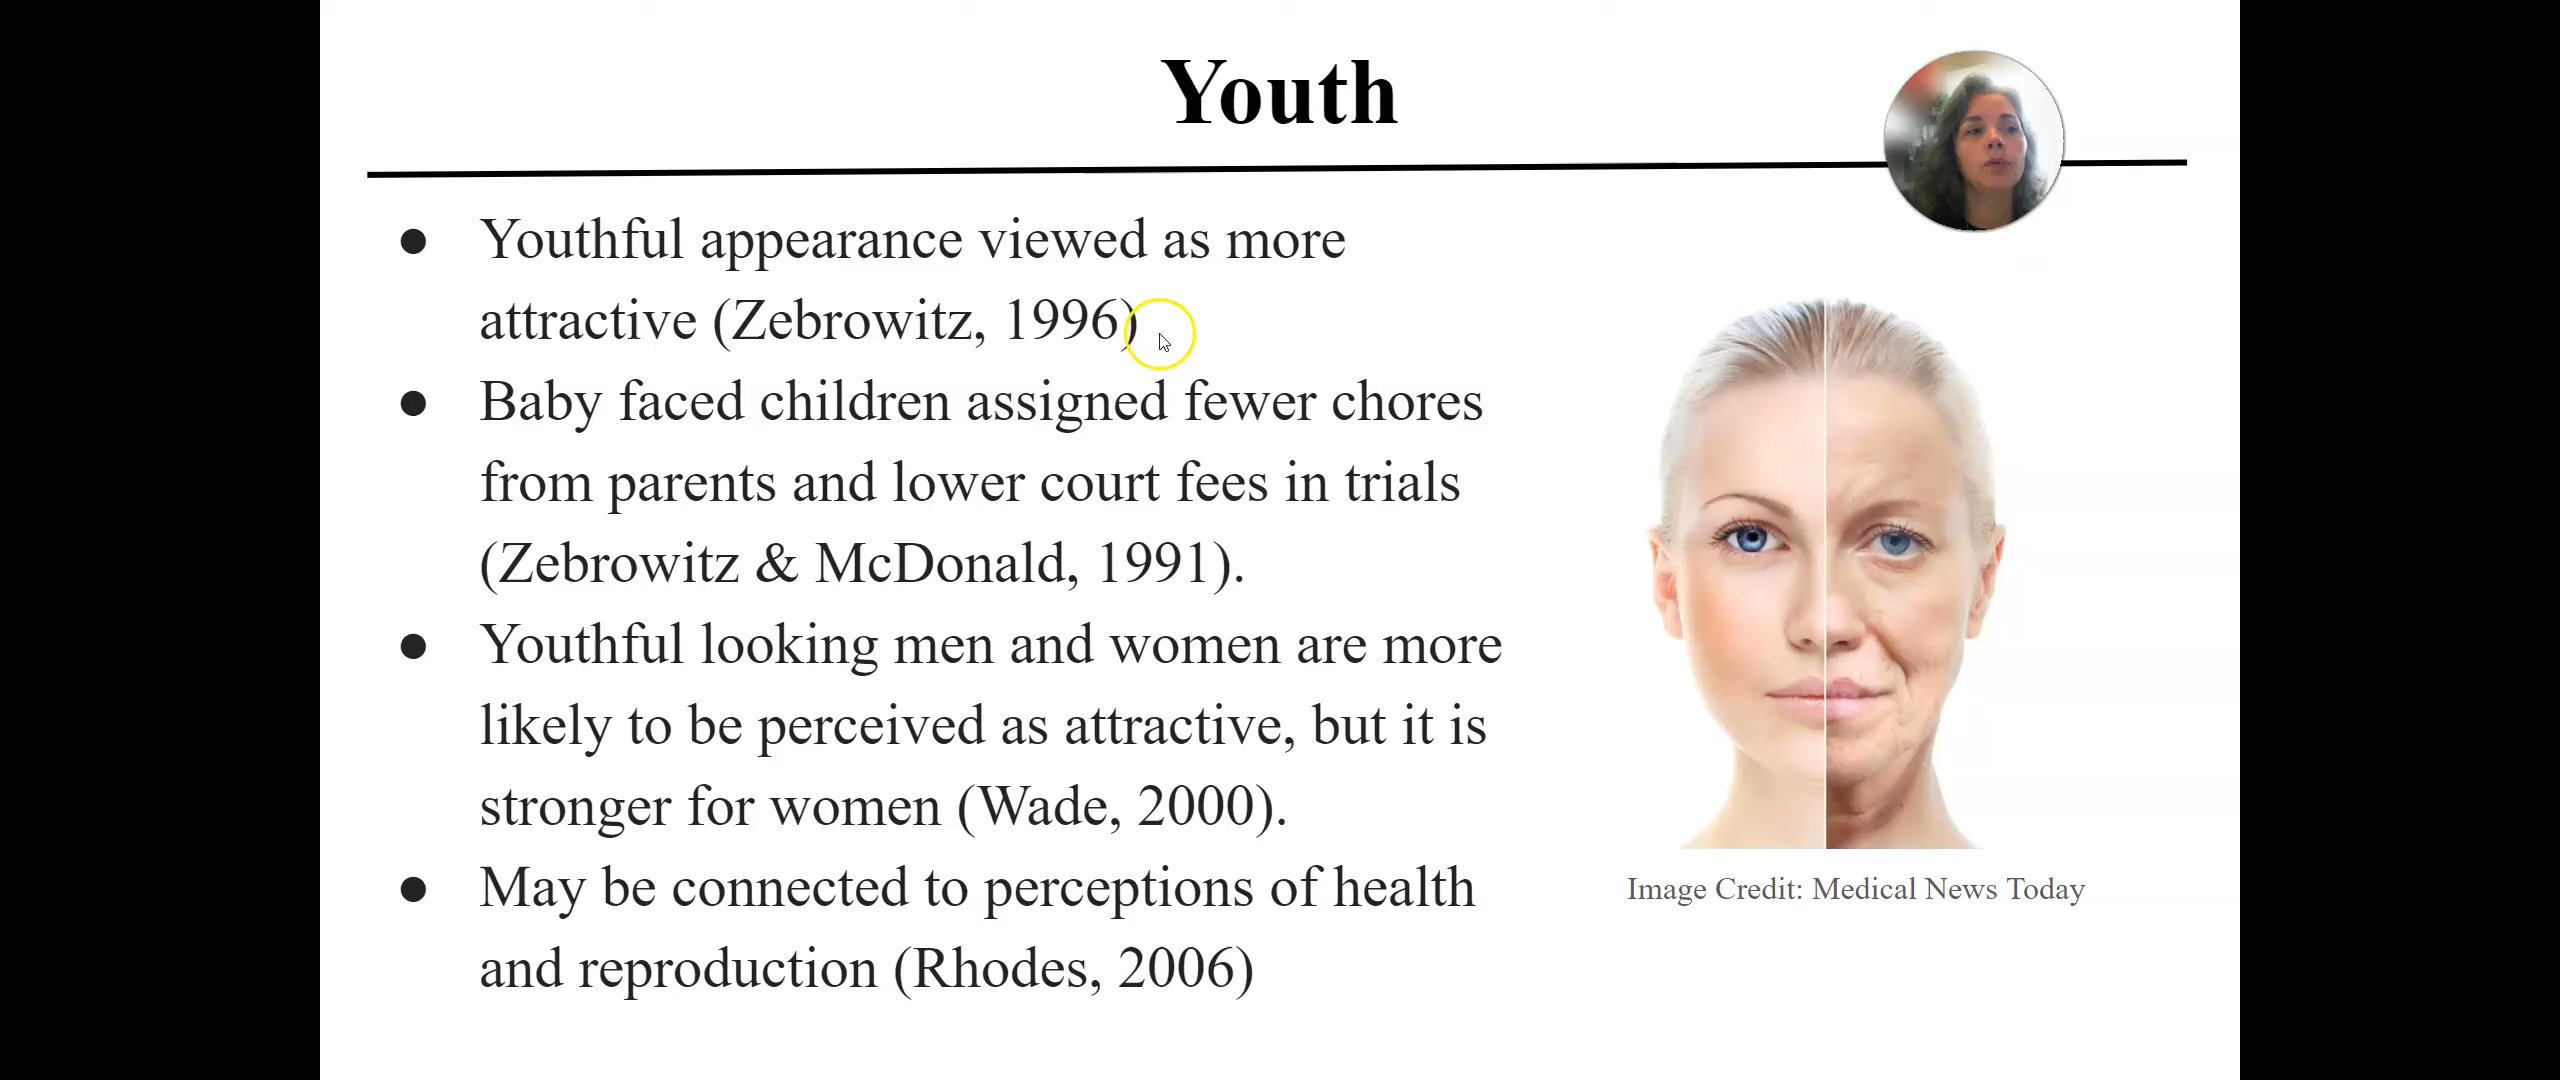 Youth
● Youthful appearance viewed as more
attractive (Zebrowitz, 1996)
● Baby faced children assigned fewer chores
from parents and lower court fees in trials
(Zebrowitz & McDonald, 1991).
● Youthful looking men and women are more
likely to be perceived as attractive, but it is
stronger for women (Wade, 2000).
● May be connected to perceptions of health
and reproduction (Rhodes, 2006)
Image Credit: Medical News Today